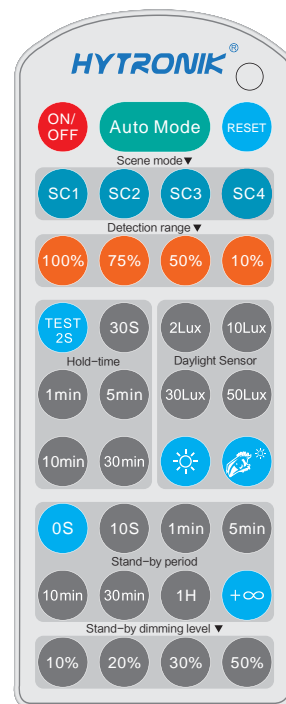 HYTRONIK®
ON/
OFF
Auto Mode
RESET
Scene mode▼
SC1 SC2 SC3 SC4
Detection range ▼
100% 75% 50% 10%
TEST
2S
30S 2Lux 10Lux
Hold-time Daylight Sensor
1min 5min 30Lux 50Lux
10min 30min
0S 10S 1min 5min
Stand-by period
10min 30min 1H +∞
Stand-by dimming level ▼
10% 20% 30% 50%